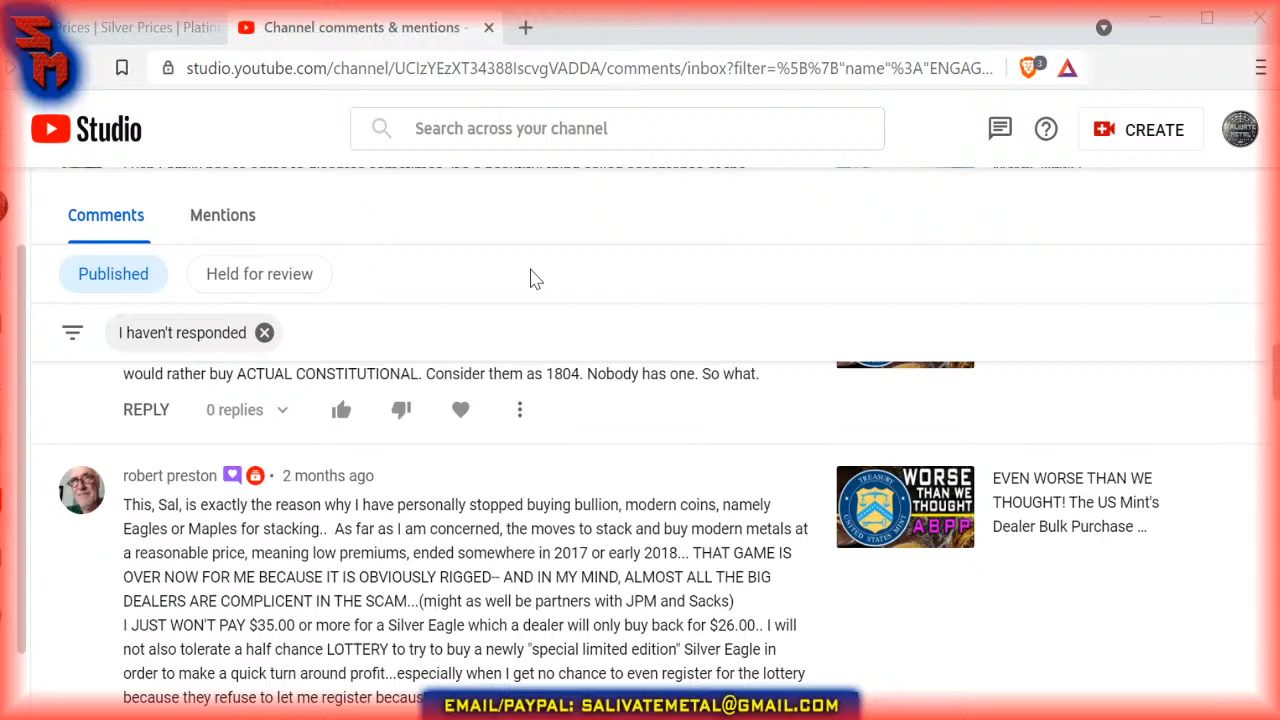 SM
Prices | Silver Prices | Platin
Channel comments & mentions -
studio.youtube.com/channel/UCIzYEzXT34388IscvgVADDA/comments/inbox?filter=%5B%7B"name"%3A"ENGAG...
3
Studio
Search across your channel
CREATE
Comments
Mentions
Published
Held for review
I haven't responded
would rather buy ACTUAL CONSTITUTIONAL. Consider them as 1804. Nobody has one. So what.
REPLY
0 replies
robert preston • 2 months ago
This, Sal, is exactly the reason why I have personally stopped buying bullion, modern coins, namely
Eagles or Maples for stacking.. As far as I am concerned, the moves to stack and buy modern metals at
a reasonable price, meaning low premiums, ended somewhere in 2017 or early 2018... THAT GAME IS
OVER NOW FOR ME BECAUSE IT IS OBVIOUSLY RIGGED-- AND IN MY MIND, ALMOST ALL THE BIG
DEALERS ARE COMPLICENT IN THE SCAM...(might as well be partners with JPM and Sacks)
I JUST WON'T PAY $35.00 or more for a Silver Eagle which a dealer will only buy back for $26.00.. I will
not also tolerate a half chance LOTTERY to try to buy a newly "special limited edition" Silver Eagle in
order to make a quick turn around profit...especially when I get no chance to even register for the lottery
because they refuse to let me register becaus
WORSE
THAN WE
THOUGHT
ABPP
EVEN WORSE THAN WE
THOUGHT! The US Mint's
Dealer Bulk Purchase ...
EMAIL/PAYPAL: SALIVATEMETAL@GMAIL.COM